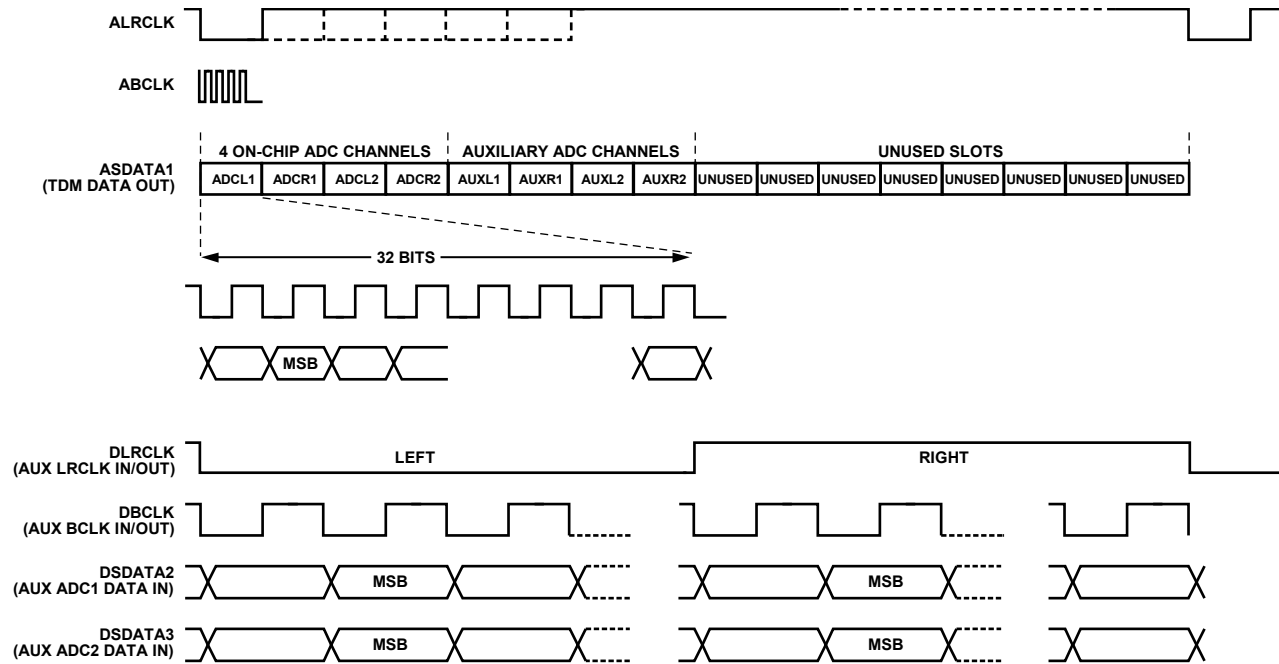 ALRCLK
ABCLK
4 ON-CHIP ADC CHANNELS AUXILIARY ADC CHANNELS UNUSED SLOTS
ASDATA1
(TDM DATA OUT)
ADCL1 ADCR1 ADCL2 ADCR2 AUXL1 AUXR1 AUXL2 AUXR2 UNUSED UNUSED UNUSED UNUSED UNUSED UNUSED UNUSED UNUSED
32 BITS
MSB
DLRCLK
(AUX LRCLK IN/OUT)
LEFT RIGHT
DBCLK
(AUX BCLK IN/OUT)
DSDATA2
(AUX ADC1 DATA IN)
MSB MSB
DSDATA3
(AUX ADC2 DATA IN)
MSB MSB